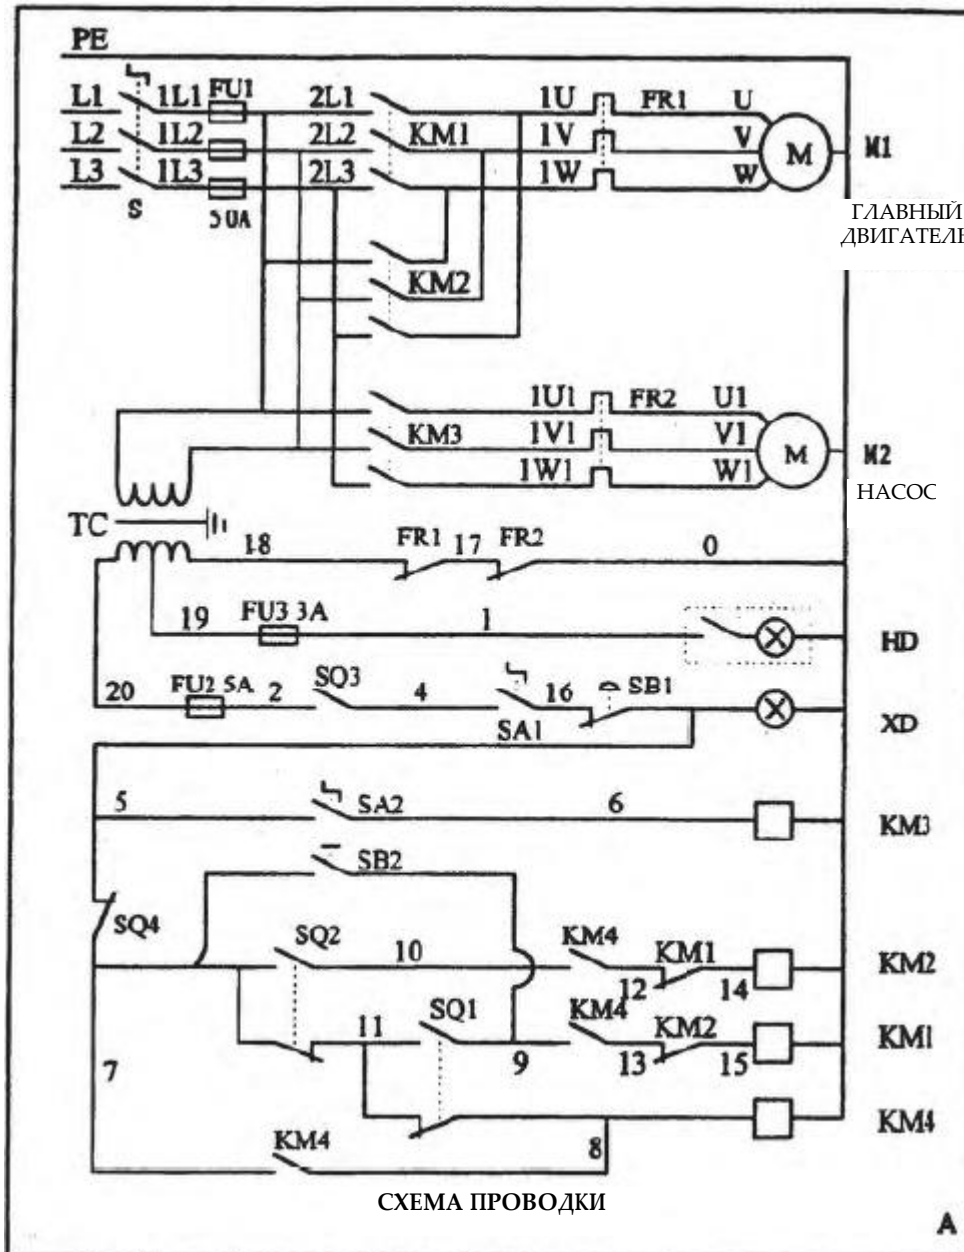 PE
L1 1L1 FU1 2L1 1U FR1 U
L2 1L2 2L2 KM1 1V V M M1
L3 1L3 2L3 1W W
S 50A
ГЛАВНЫЙ
ДВИГАТЕЛЬ
KM2
1U1 FR2 U1
KM3 1V1 V1 M M2
1W1 W1
НАСОС
TC
18 FR1 17 FR2 0
19 FU3 3A 1 HD
20 FU2 5A 2 SQ3 4 16 SB1
SA1 XD
5 SA2 6 KM3
SB2
SQ4
SQ2 10 KM4 KM1 KM2
12 14
11 SQ1 KM4 KM2 KM1
7 9 13 15
KM4 8 KM4
СХЕМА ПРОВОДКИ
A